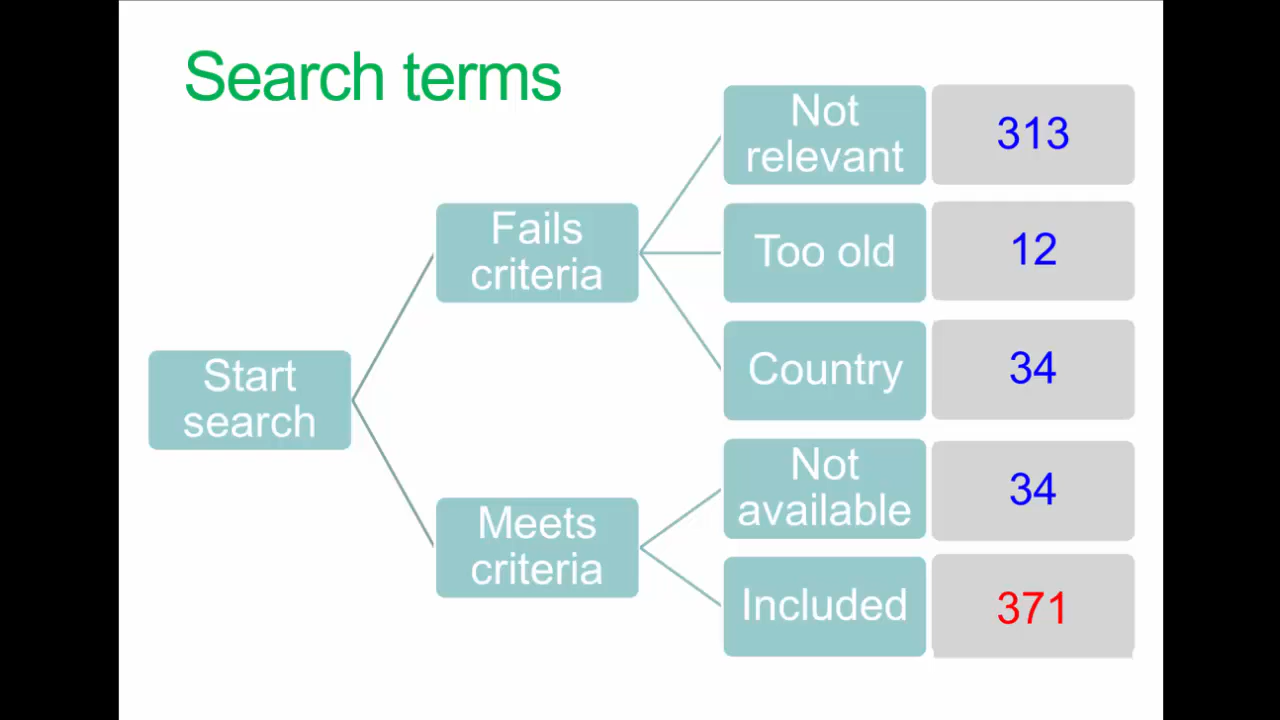 Search terms
Start
search
Fails
criteria
Meets
criteria
Not
relevant
313
Too old
12
Country
34
Not
available
34
Included
371